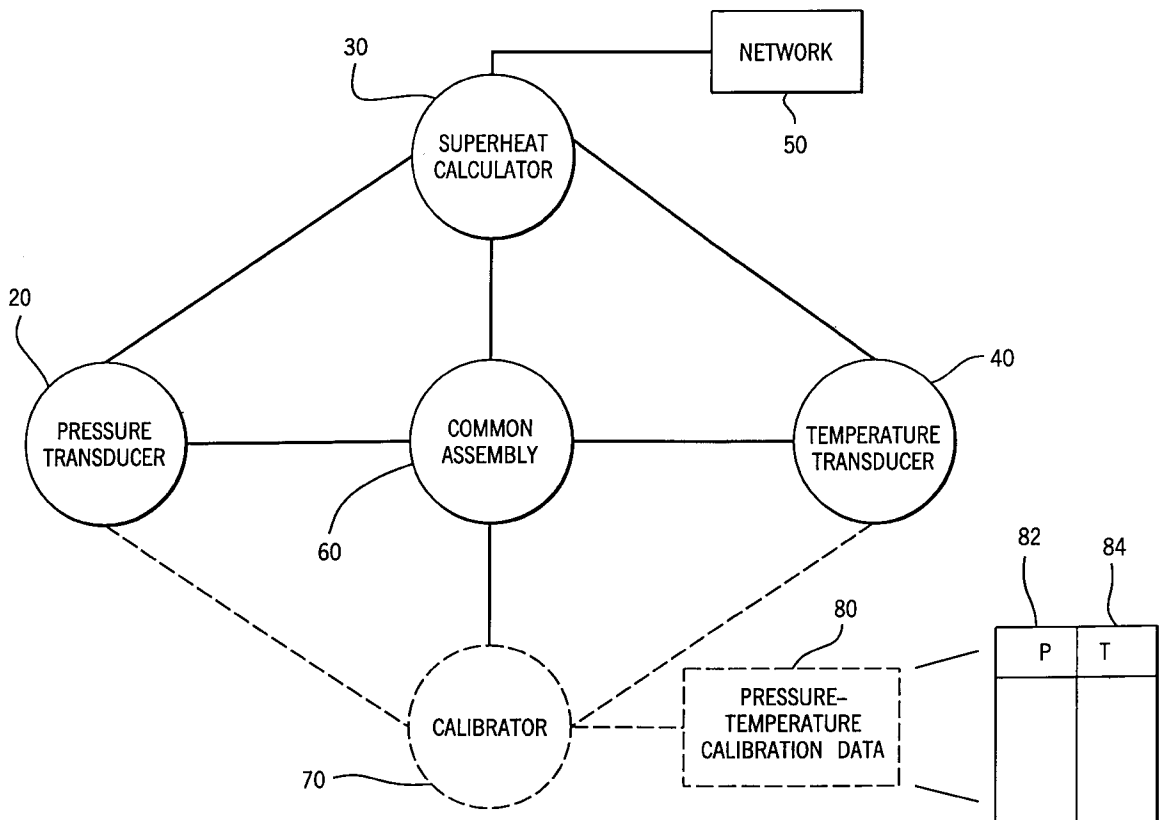 30
NETWORK
50
SUPERHEAT
CALCULATOR
20
40
PRESSURE
TRANSDUCER
COMMON
ASSEMBLY
TEMPERATURE
TRANSDUCER
60
82
84
80
P T
PRESSURE–
TEMPERATURE
CALIBRATION DATA
CALIBRATOR
70